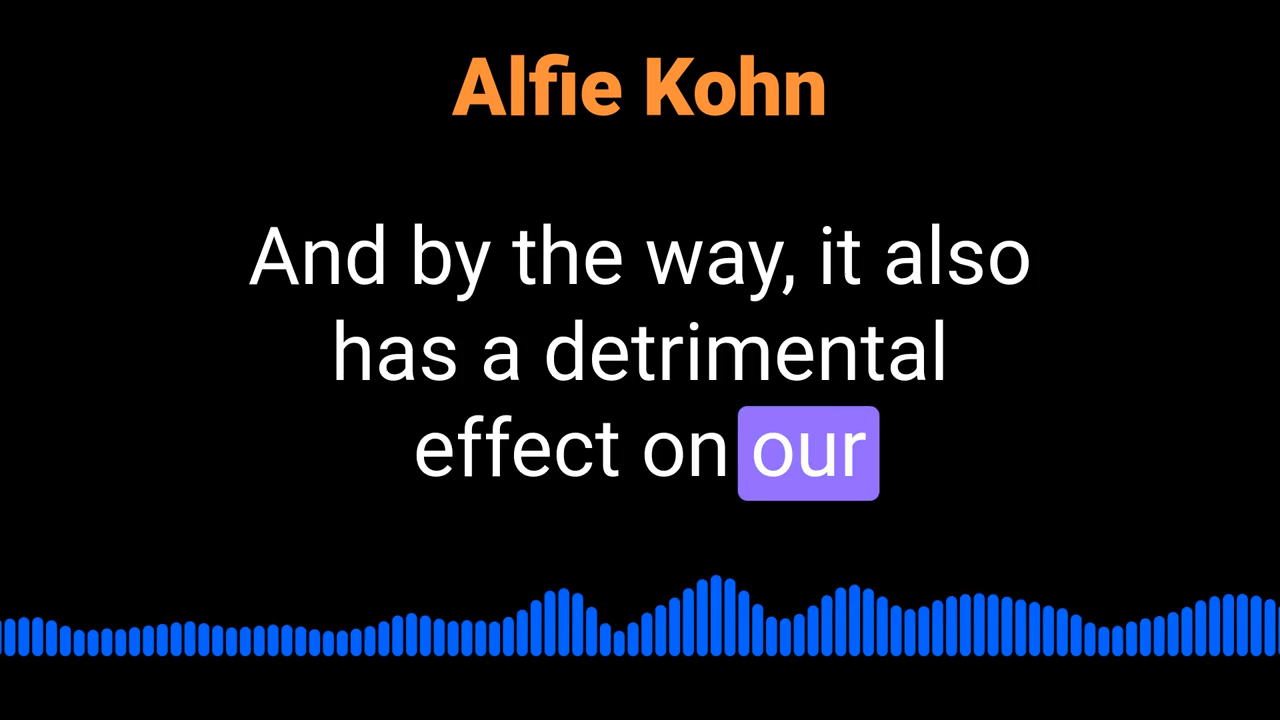 Alfie Kohn
And by the way, it also
has a detrimental
effect on our